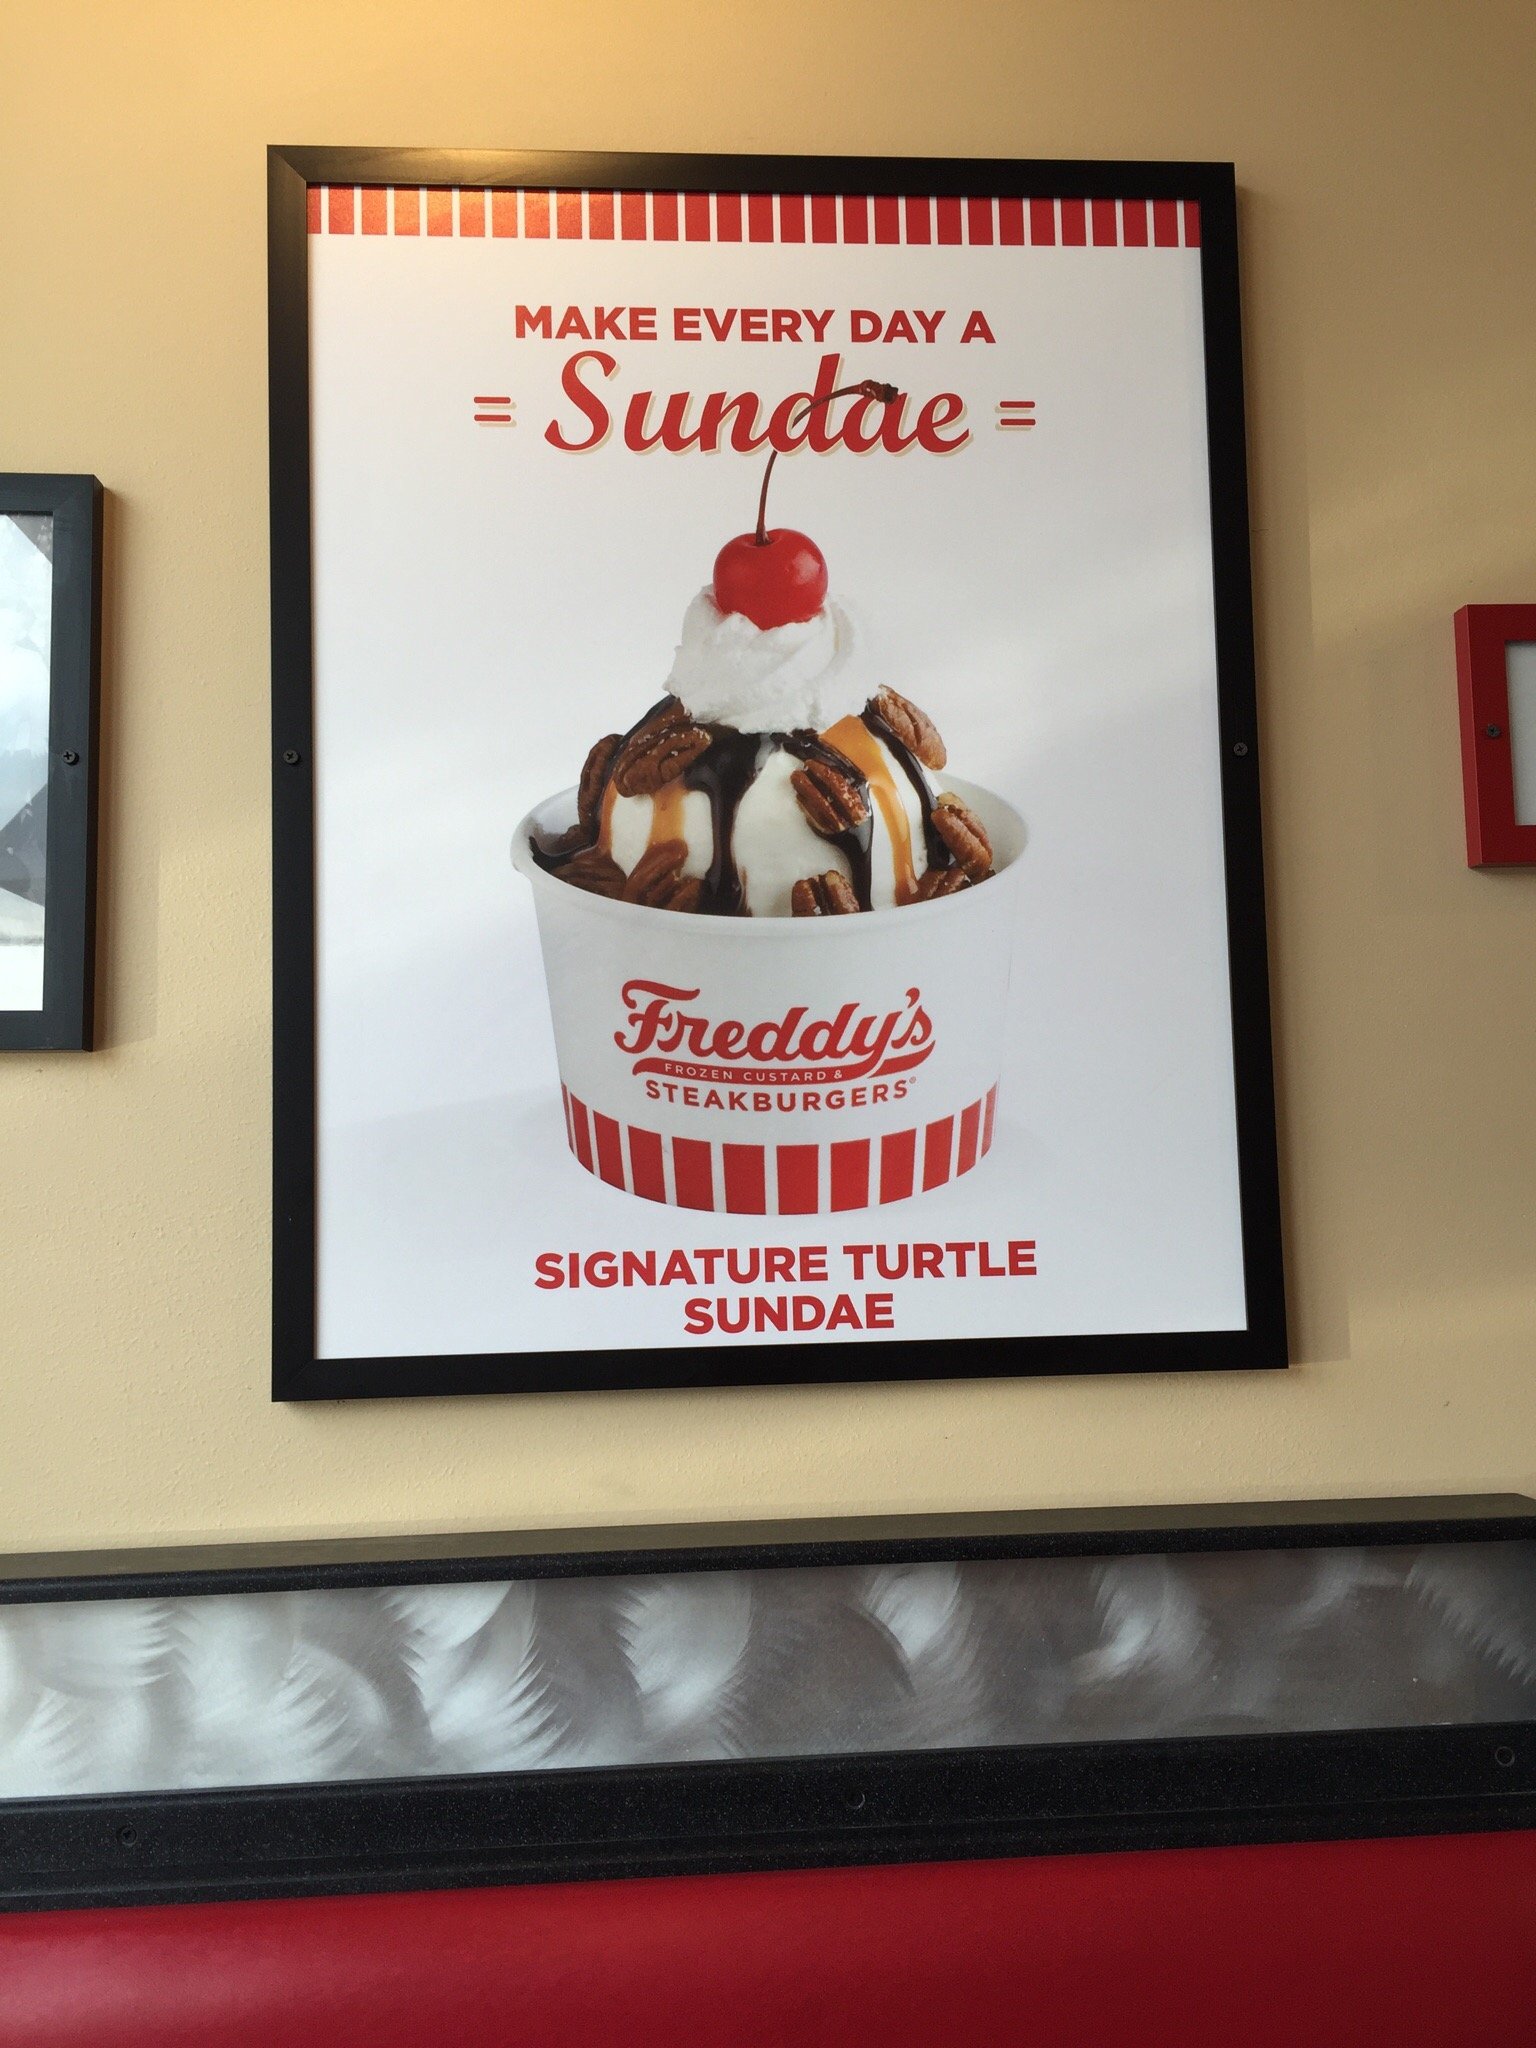 MAKE EVERY DAY A
= Sundae =
Freddy's
FROZEN CUSTARD &
STEAKBURGERS®
SIGNATURE TURTLE
SUNDAE